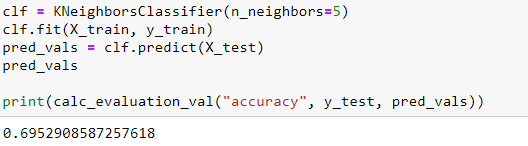 clf = KNeighborsClassifier(n_neighbors=5)
clf.fit(X_train, y_train)
pred_vals = clf.predict(X_test)
pred_vals
print(calc_evaluation_val("accuracy", y_test, pred_vals))
0.6952908587257618